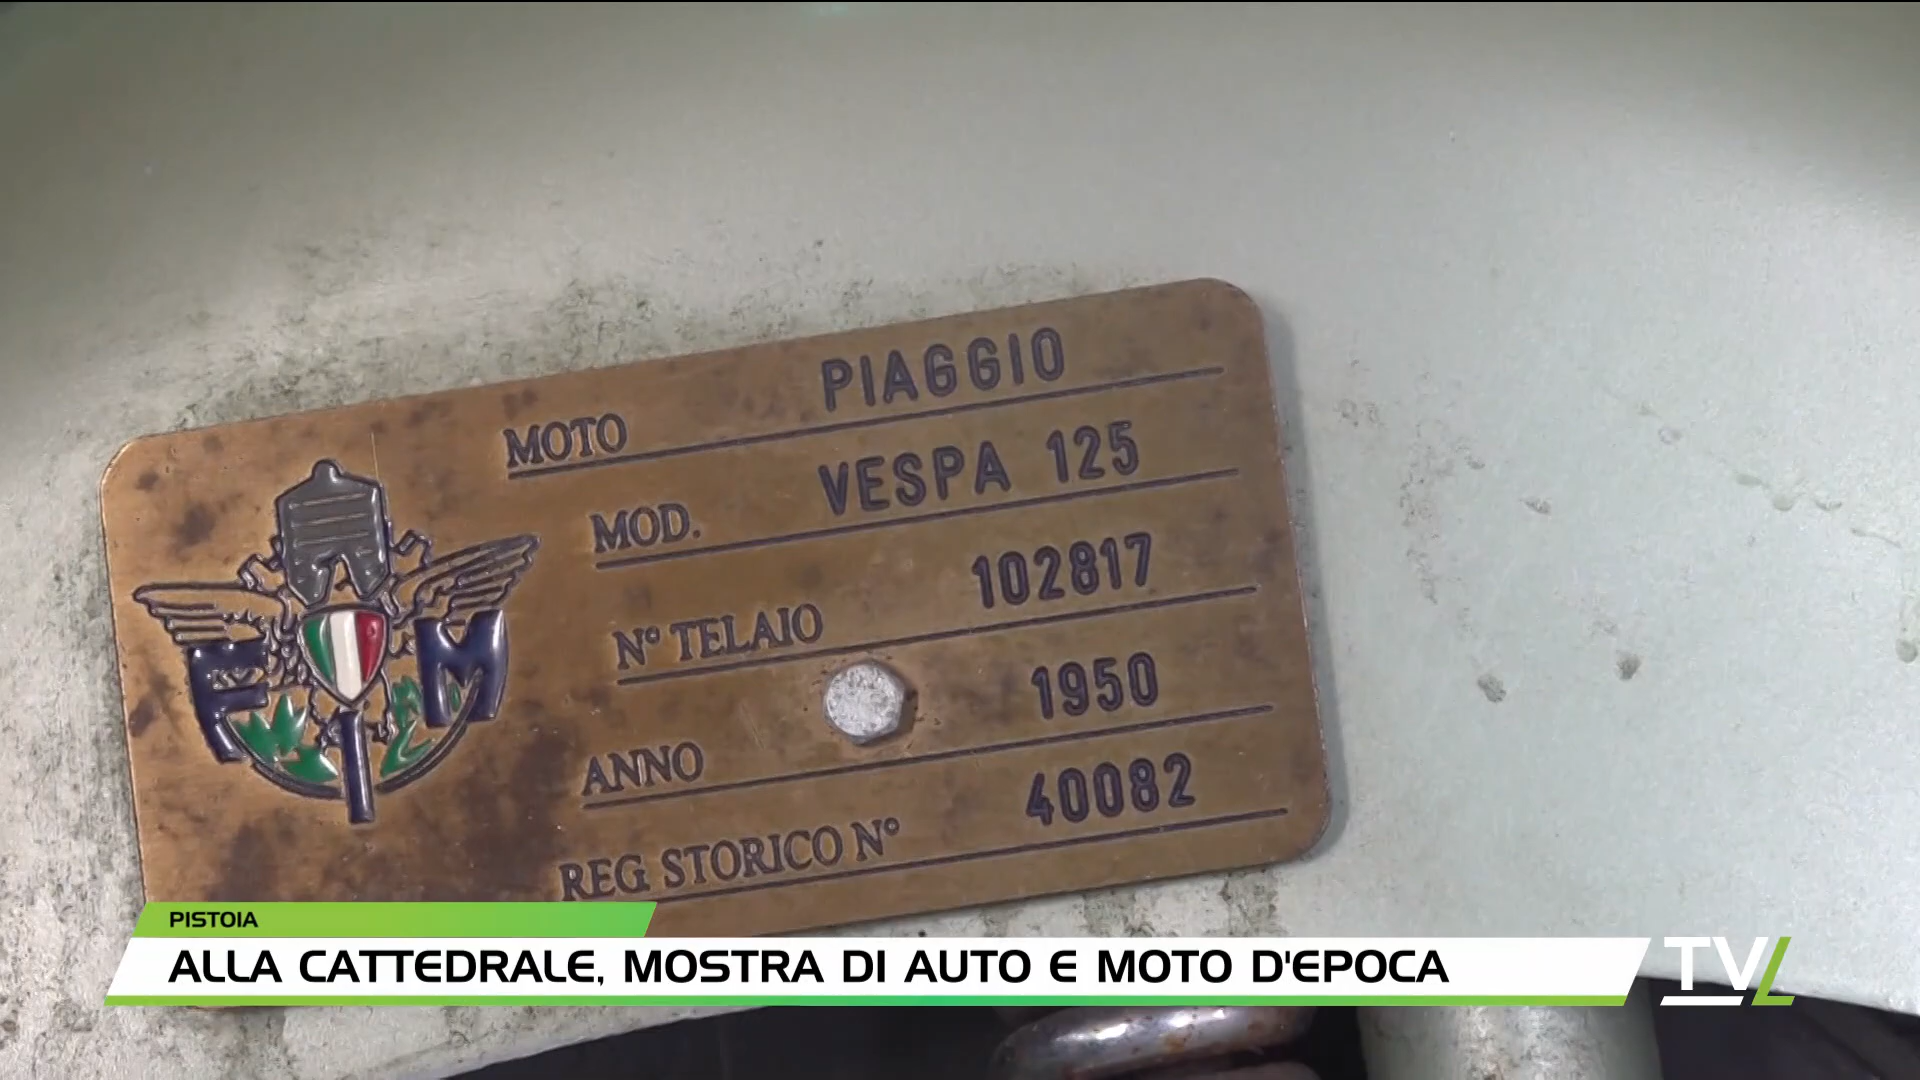 MOTO PIAGGIO
MOD. VESPA 125
N° TELAIO 102817
ANNO 1950
REG STORICO N° 40082
F M I
PISTOIA
ALLA CATTEDRALE, MOSTRA DI AUTO E MOTO D'EPOCA
TVL